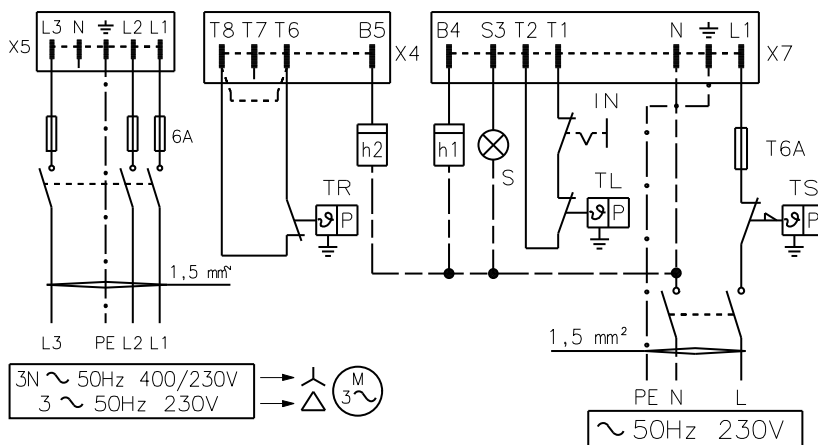 L3 N ⏚ L2 L1
X5
T8 T7 T6 B5
X4
B4 S3 T2 T1 N ⏚ L1
X7
6A
h2
h1
S
IN
T6A
TR
ϑ P
TL
ϑ P
TS
ϑ P
1,5 mm²
L3 PE L2 L1
1,5 mm²
PE N L
3N ~ 50Hz 400/230V
3 ~ 50Hz 230V
M
3~
~ 50Hz 230V